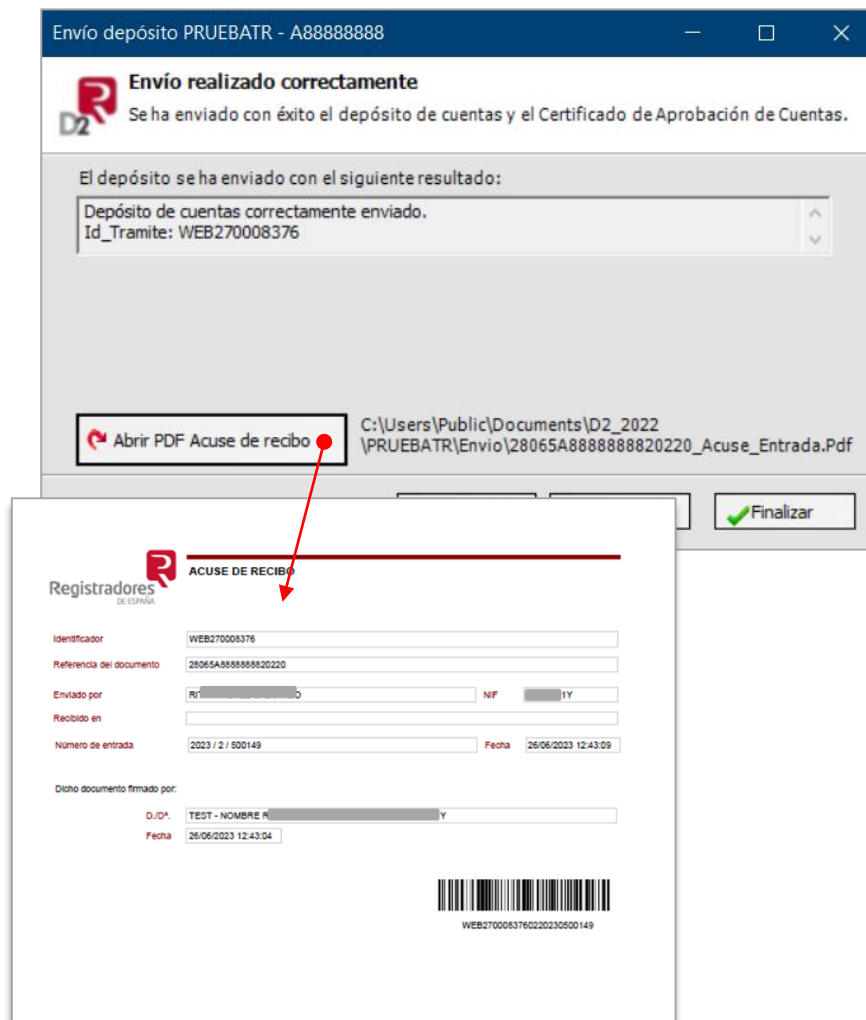 Envío depósito PRUEBATR - A88888888
Envío realizado correctamente
Se ha enviado con éxito el depósito de cuentas y el Certificado de Aprobación de Cuentas.
D2
El depósito se ha enviado con el siguiente resultado:
Depósito de cuentas correctamente enviado.
Id_Tramite: WEB270008376
Abrir PDF Acuse de recibo
C:\Users\Public\Documents\D2_2022
\PRUEBATR\Envio\28065A8888888820220_Acuse_Entrada.Pdf
Finalizar
Registradores
DE ESPAÑA
ACUSE DE RECIBO
Identificador WEB270008376
Referencia del documento 28065A8888888820220
Enviado por NIF 1Y
Recibido en
Número de entrada 2023 / 2 / 500149 Fecha 26/06/2023 12:43:09
Dicho documento firmado por:
D./Dª. TEST - NOMBRE Y
Fecha 26/06/2023 12:43:04
WEB2700083760220230500149